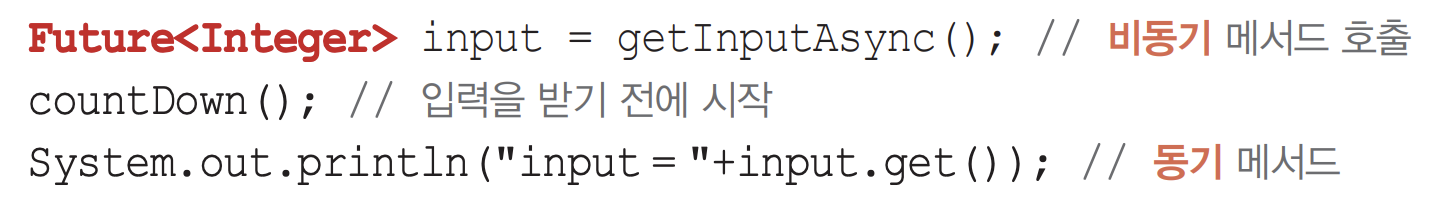 Future<Integer> input = getInputAsync(); // 비동기 메서드 호출
countDown(); // 입력을 받기 전에 시작
System.out.println("input = "+input.get()); // 동기 메서드